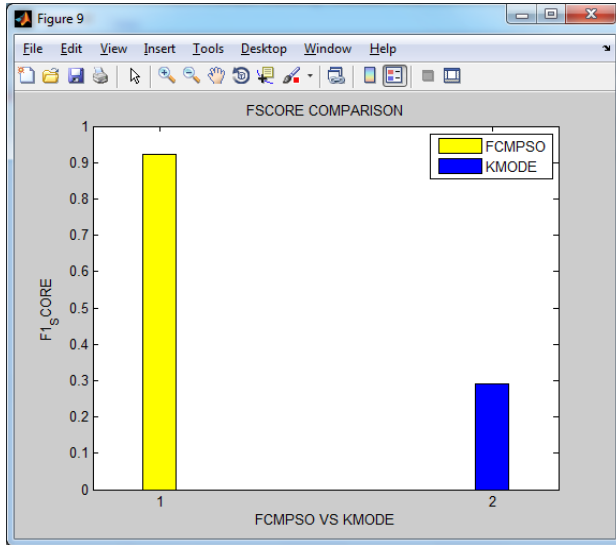 Figure 9
File Edit View Insert Tools Desktop Window Help
FSCORE COMPARISON
FCMPSO
KMODE
1
0.9
0.8
0.7
0.6
0.5
0.4
0.3
0.2
0.1
0
F1_SCORE
1 2
FCMPSO VS KMODE